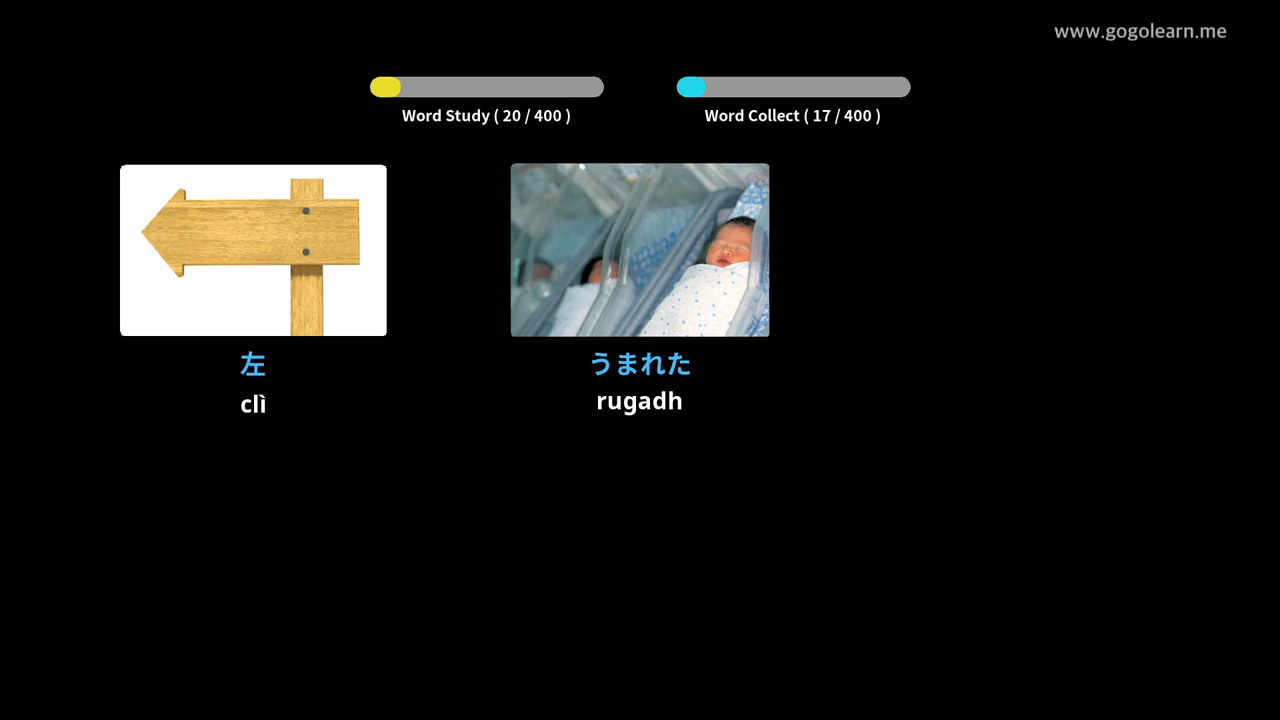 www.gogolearn.me
Word Study ( 20 / 400 )
Word Collect ( 17 / 400 )
左
clì
うまれた
rugadh